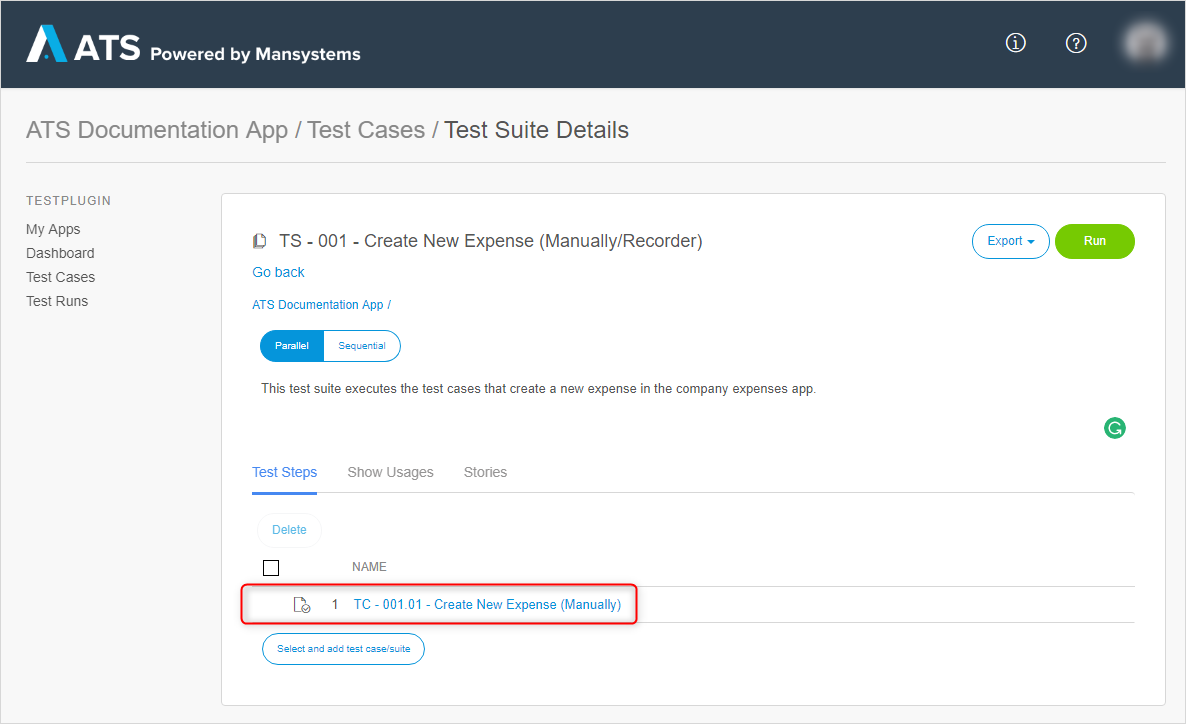 ATS Powered by Mansystems
ATS Documentation App / Test Cases / Test Suite Details
TESTPLUGIN
My Apps
Dashboard
Test Cases
Test Runs
TS - 001 - Create New Expense (Manually/Recorder)
Export
Run
Go back
ATS Documentation App /
Parallel
Sequential
This test suite executes the test cases that create a new expense in the company expenses app.
Test Steps
Show Usages
Stories
Delete
NAME
1 TC - 001.01 - Create New Expense (Manually)
Select and add test case/suite